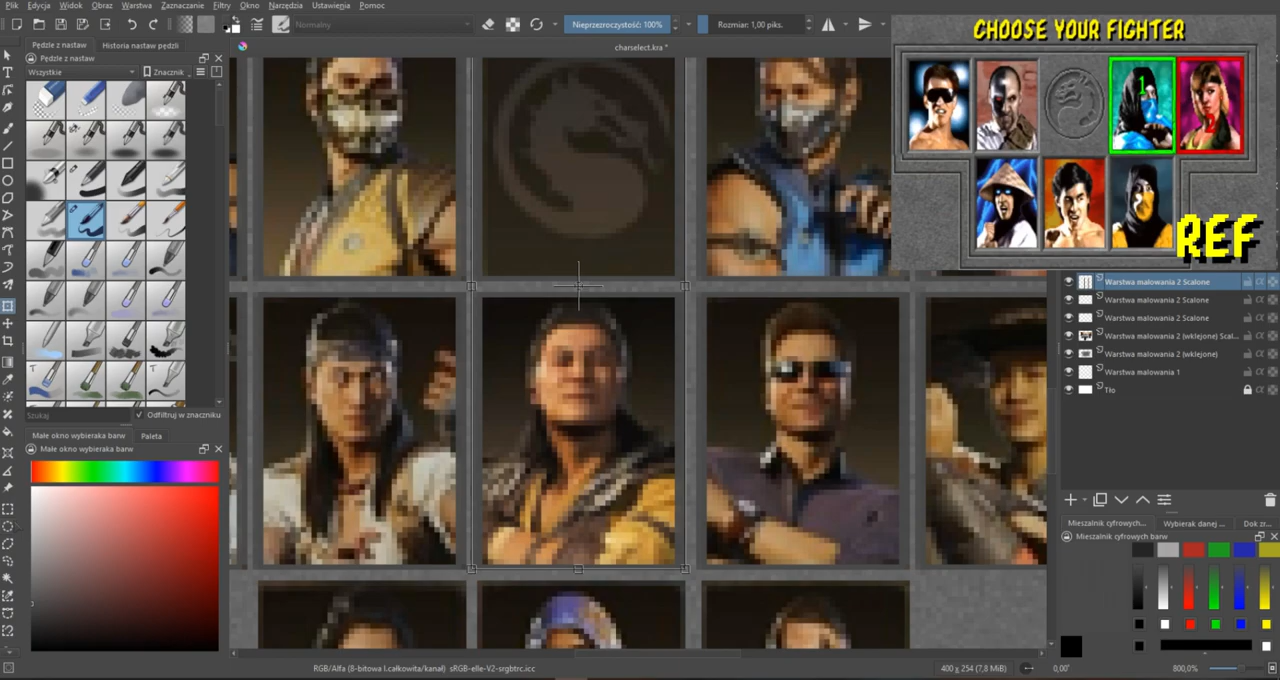 Plik Edycja Widok Obraz Warstwa Zaznaczanie Filtry Okno Narzędzia Ustawienia Pomoc
Normalny
Nieprzezroczystość: 100%
Rozmiar: 1,00 piks.
Pędzle z nastaw
Historia nastaw pędzli
charselect.kra *
Pędzle z nastaw
Wszystkie
Znacznik
T
T
Szukaj
Odfiltruj w znaczniku
Małe okno wybieraka barw
Paleta
Małe okno wybieraka barw
CHOOSE YOUR FIGHTER
1
2
REF
Warstwa malowania 2 Scalone
Warstwa malowania 2 Scalone
Warstwa malowania 2 Scalone
Warstwa malowania 2 (wklejone) Scal...
Warstwa malowania 2 (wklejone)
Warstwa malowania 1
Tło
Mieszalnik cyfrowych...
Wybierak danej ...
Dok zr...
Mieszalnik cyfrowych barw
RGB/Alfa (8-bitowa l.całkowita/kanał) sRGB-elle-V2-srgbtrc.icc
400 x 254 (7,8 MiB)
0,00°
800,0%